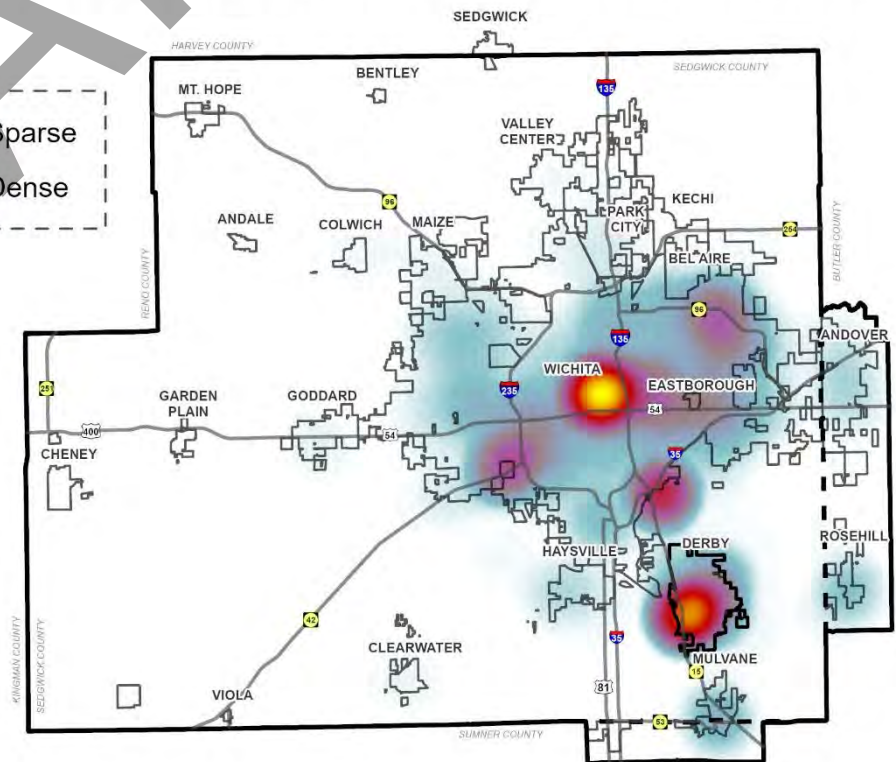 SEDGWICK
HARVEY COUNTY
SEDGWICK COUNTY
BENTLEY
MT. HOPE
135
Sparse
Dense
VALLEY
CENTER
96
KECHI
PARK
CITY
ANDALE
COLWICH
MAIZE
254
BEL AIRE
BUTLER COUNTY
RENO COUNTY
96
135
ANDOVER
WICHITA
EASTBOROUGH
251
235
GARDEN
PLAIN
GODDARD
54
400
54
CHENEY
35
HAYSVILLE
DERBY
ROSEHILL
42
35
CLEARWATER
MULVANE
KINGMAN COUNTY
SEDGWICK COUNTY
15
81
VIOLA
53
SUMNER COUNTY